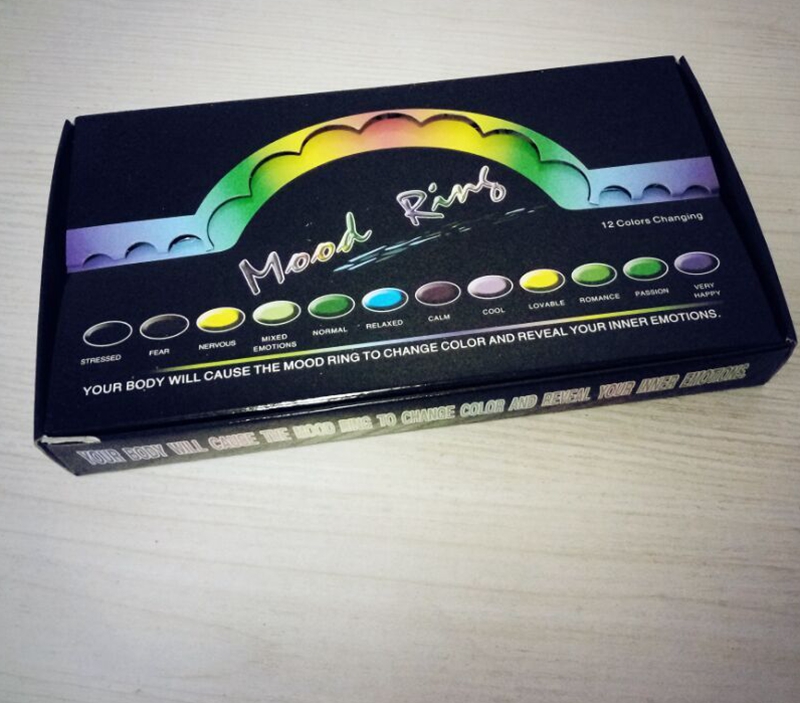 Mood Ring
12 Colors Changing
STRESSED
FEAR
NERVOUS
MIXED
EMOTIONS
NORMAL
RELAXED
CALM
COOL
LOVABLE
ROMANCE
PASSION
VERY
HAPPY
YOUR BODY WILL CAUSE THE MOOD RING TO CHANGE COLOR AND REVEAL YOUR INNER EMOTIONS.
YOUR BODY WILL CAUSE THE MOOD RING TO CHANGE COLOR AND REVEAL YOUR INNER EMOTIONS.